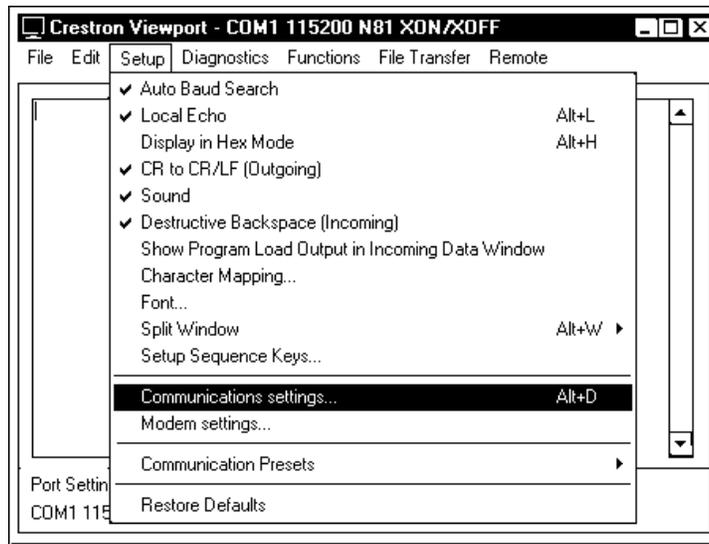 Crestron Viewport - COM1 115200 N81 XON/XOFF
File Edit Setup Diagnostics Functions File Transfer Remote
Auto Baud Search
Local Echo Alt+L
Display in Hex Mode Alt+H
CR to CR/LF (Outgoing)
Sound
Destructive Backspace (Incoming)
Show Program Load Output in Incoming Data Window
Character Mapping...
Font...
Split Window Alt+W
Setup Sequence Keys...
Communications settings... Alt+D
Modem settings...
Communication Presets
Port Settin
Restore Defaults
COM1 115